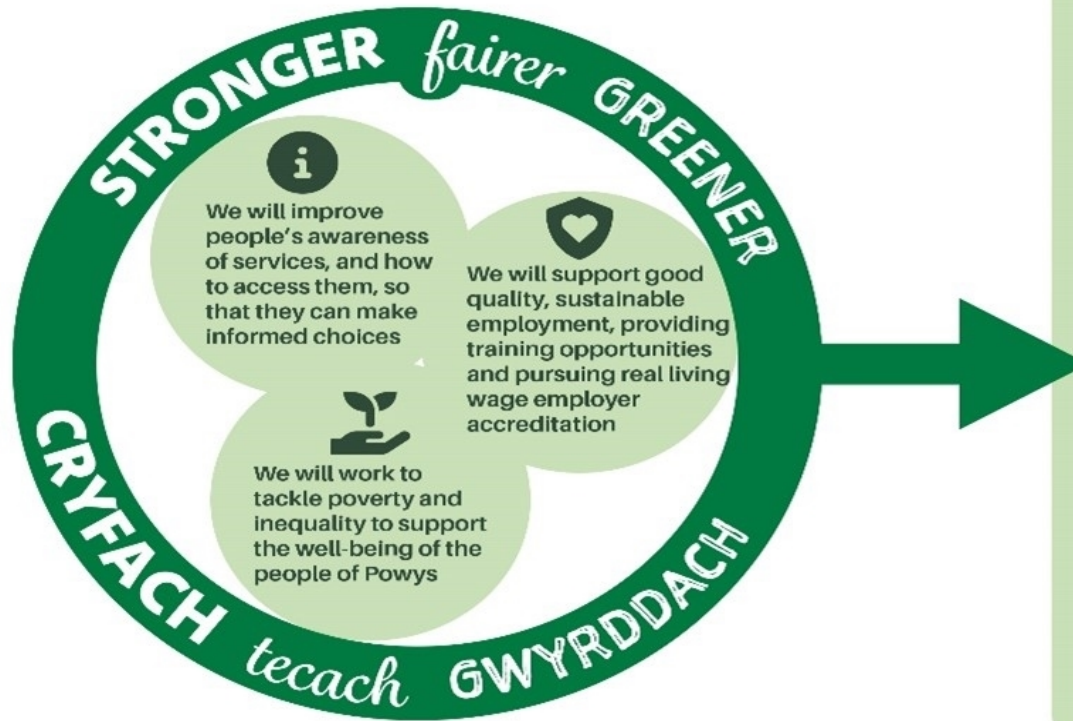 STRONGER fairer GREENER
We will improve
people's awareness
of services, and how
to access them, so
that they can make
informed choices
We will support good
quality, sustainable
employment, providing
training opportunities
and pursuing real living
wage employer
accreditation
We will work to
tackle poverty and
inequality to support
the well-being of the
people of Powys
CRYFACH tecach GWYRDDACH